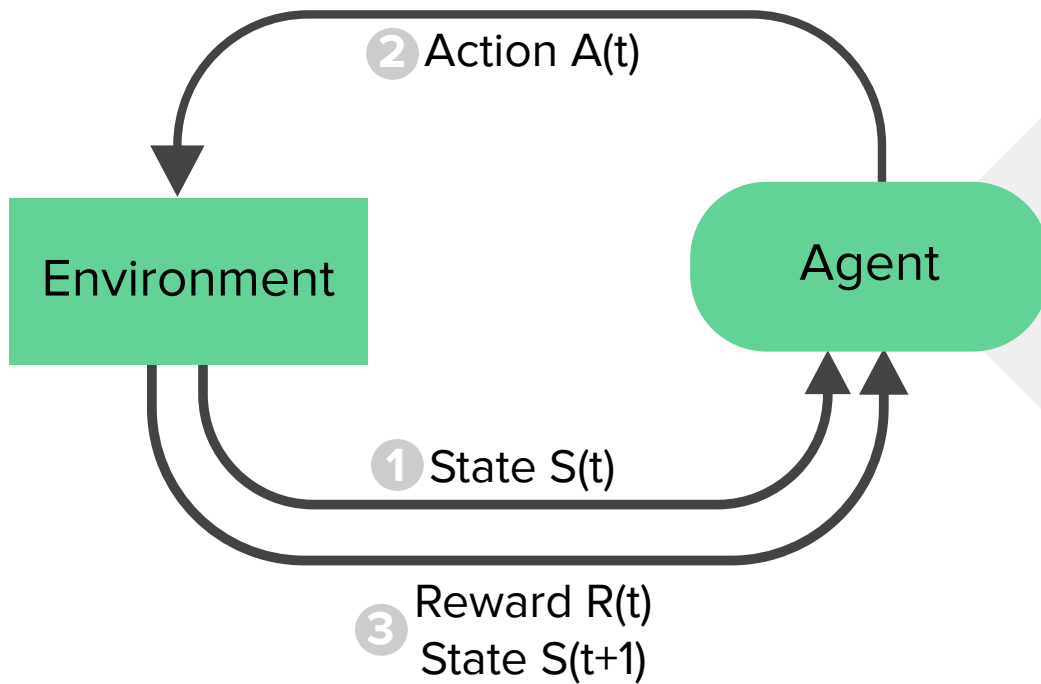 2 Action A(t)
Environment
Agent
1 State S(t)
3 Reward R(t)
State S(t+1)